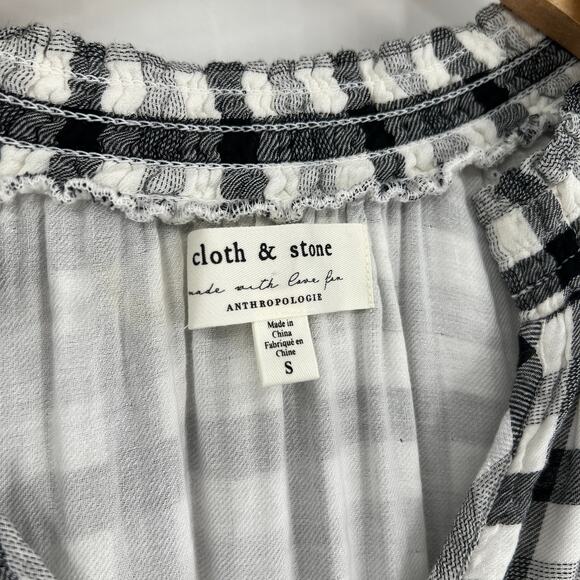 cloth & stone
made with love for
ANTHROPOLOGIE
Made in
China
Fabriqué en
Chine
S